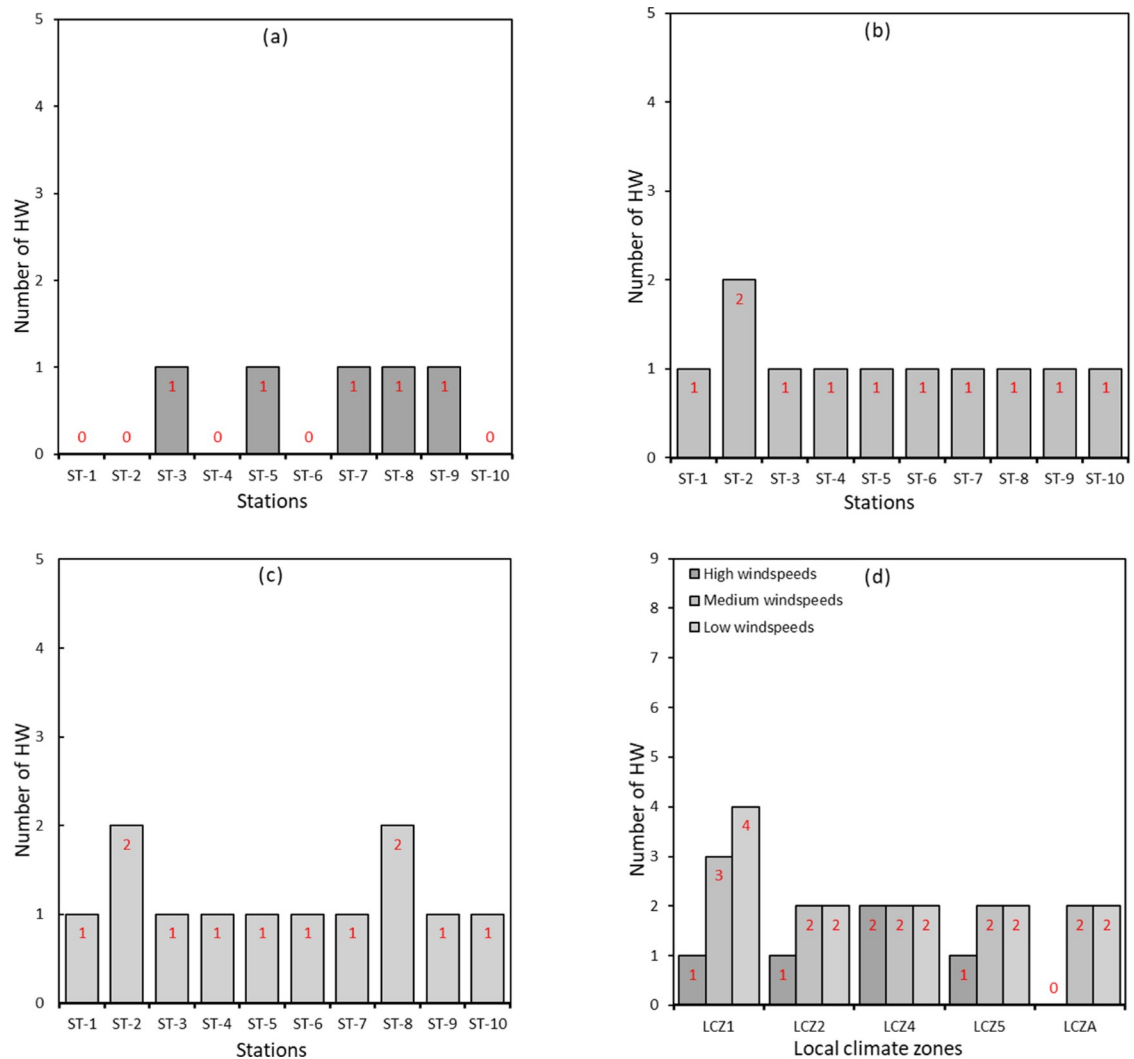 (a)
Number of HW
5
4
3
2
1
0
0 0 1 0 1 0 1 1 1 0
ST-1 ST-2 ST-3 ST-4 ST-5 ST-6 ST-7 ST-8 ST-9 ST-10
Stations
(b)
Number of HW
5
4
3
2
1
0
1 2 1 1 1 1 1 1 1 1
ST-1 ST-2 ST-3 ST-4 ST-5 ST-6 ST-7 ST-8 ST-9 ST-10
Stations
(c)
Number of HW
5
4
3
2
1
0
1 2 1 1 1 1 1 2 1 1
ST-1 ST-2 ST-3 ST-4 ST-5 ST-6 ST-7 ST-8 ST-9 ST-10
Stations
(d)
High windspeeds
Medium windspeeds
Low windspeeds
Number of HW
9
8
7
6
5
4
3
2
1
0
1 3 4 1 2 2 2 2 2 1 2 2 0 2 2
LCZ1 LCZ2 LCZ4 LCZ5 LCZA
Local climate zones